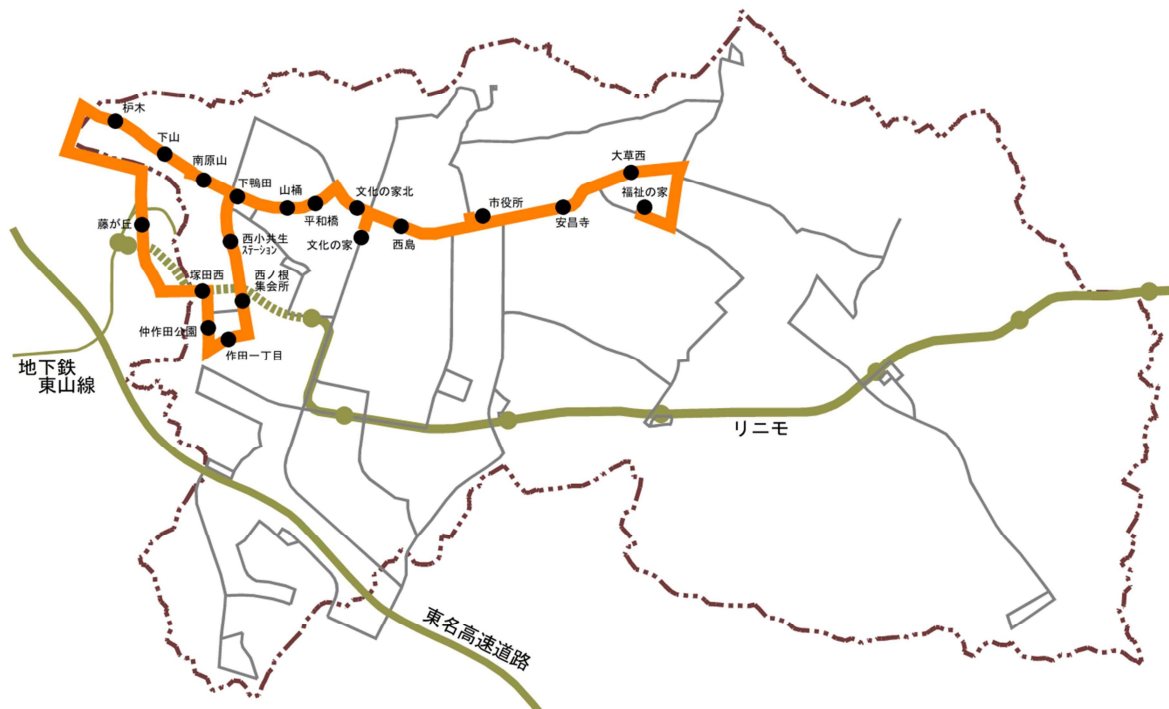 枦木
下山
南原山
下鴨田
山桶
平和橋
文化の家北
文化の家
西島
市役所
安昌寺
大草西
福祉の家
藤が丘
西小共生
ステーション
塚田西
西ノ根
集会所
仲作田公園
作田一丁目
地下鉄
東山線
リニモ
東名高速道路